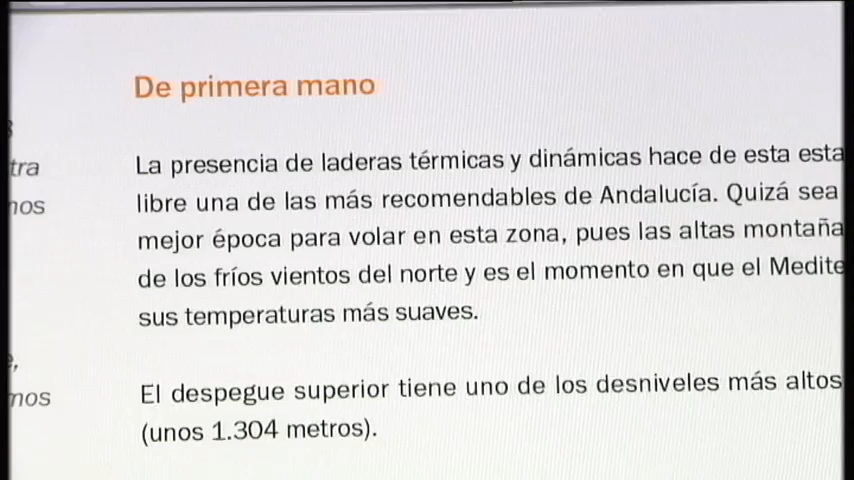 De primera mano
tra
La presencia de laderas térmicas y dinámicas hace de esta esta
nos
libre una de las más recomendables de Andalucía. Quizá sea
mejor época para volar en esta zona, pues las altas montaña
de los fríos vientos del norte y es el momento en que el Medite
sus temperaturas más suaves.
El despegue superior tiene uno de los desniveles más altos
mos
(unos 1.304 metros).